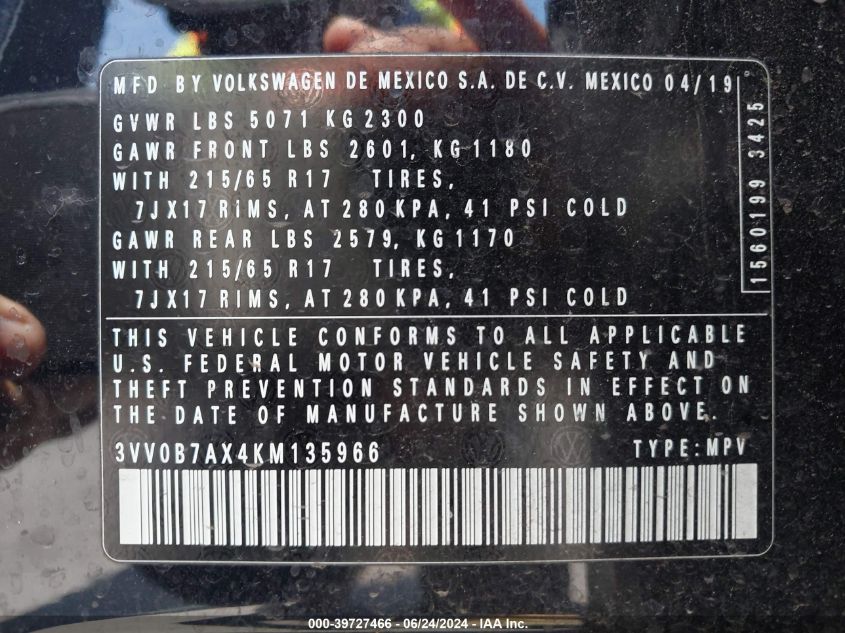 MFD BY VOLKSWAGEN DE MEXICO S.A. DE C.V. MEXICO 04/19
GVWR LBS 5071 KG 2300
GAWR FRONT LBS 2601, KG 1180
WITH 215/65 R17 TIRES,
7JX17 RIMS, AT 280 KPA, 41 PSI COLD
GAWR REAR LBS 2579, KG 1170
WITH 215/65 R17 TIRES,
7JX17 RIMS, AT 280 KPA, 41 PSI COLD
1560199 3425
THIS VEHICLE CONFORMS TO ALL APPLICABLE
U.S. FEDERAL MOTOR VEHICLE SAFETY AND
THEFT PREVENTION STANDARDS IN EFFECT ON
THE DATE OF MANUFACTURE SHOWN ABOVE.
3VV0B7AX4KM135966 TYPE: MPV
000-39727466 - 06/24/2024 - IAA Inc.